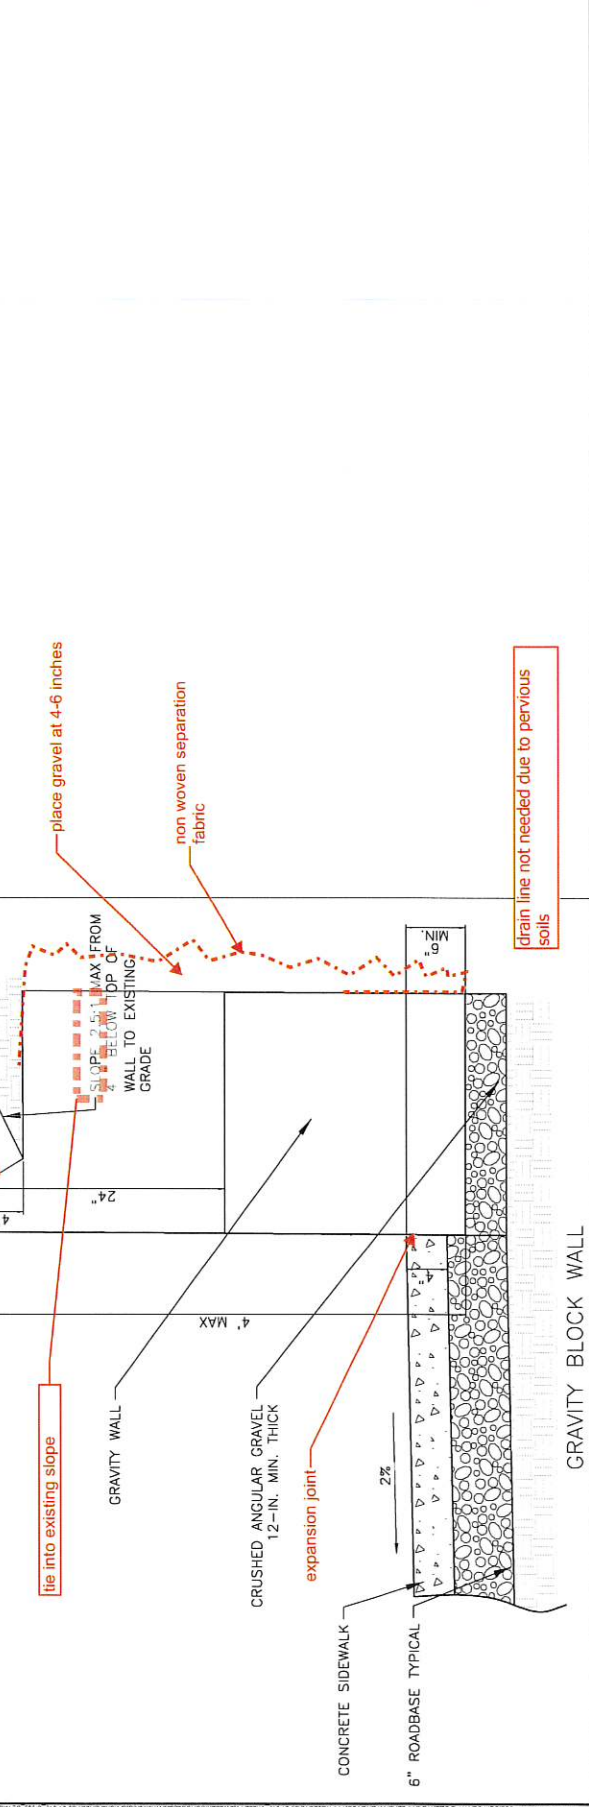 tie into existing slope
place gravel at 4-6 inches
SLOPE 2.5:1 MAX FROM
4" BELOW TOP OF
WALL TO EXISTING
GRADE
24"
GRAVITY WALL
non woven separation
fabric
4' MAX
CRUSHED ANGULAR GRAVEL
12-IN. MIN. THICK
expansion joint
2%
4"
6"
MIN.
CONCRETE SIDEWALK
6" ROADBASE TYPICAL
drain line not needed due to pervious
soils
GRAVITY BLOCK WALL